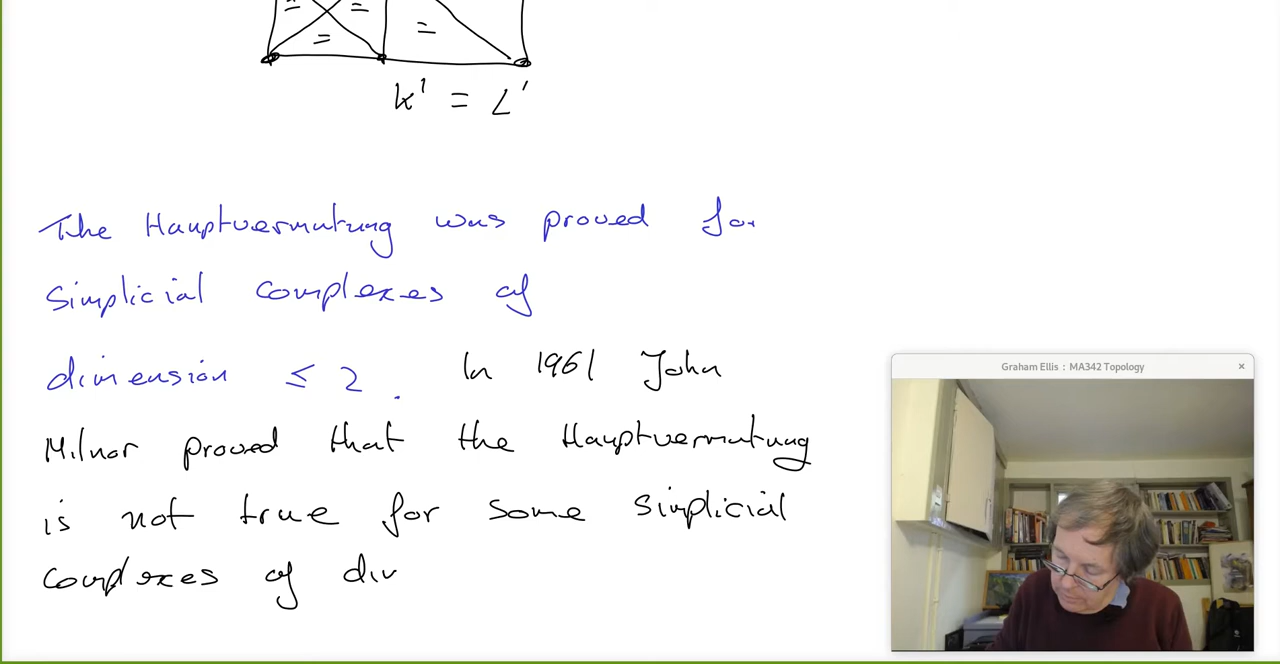 K' = L'
The Hauptvermutung was proved for
simplicial complexes of
dimension ≤ 2. In 1961 John
Milnor proved that the Hauptvermutung
is not true for some simplicial
complexes of dim
Graham Ellis : MA342 Topology